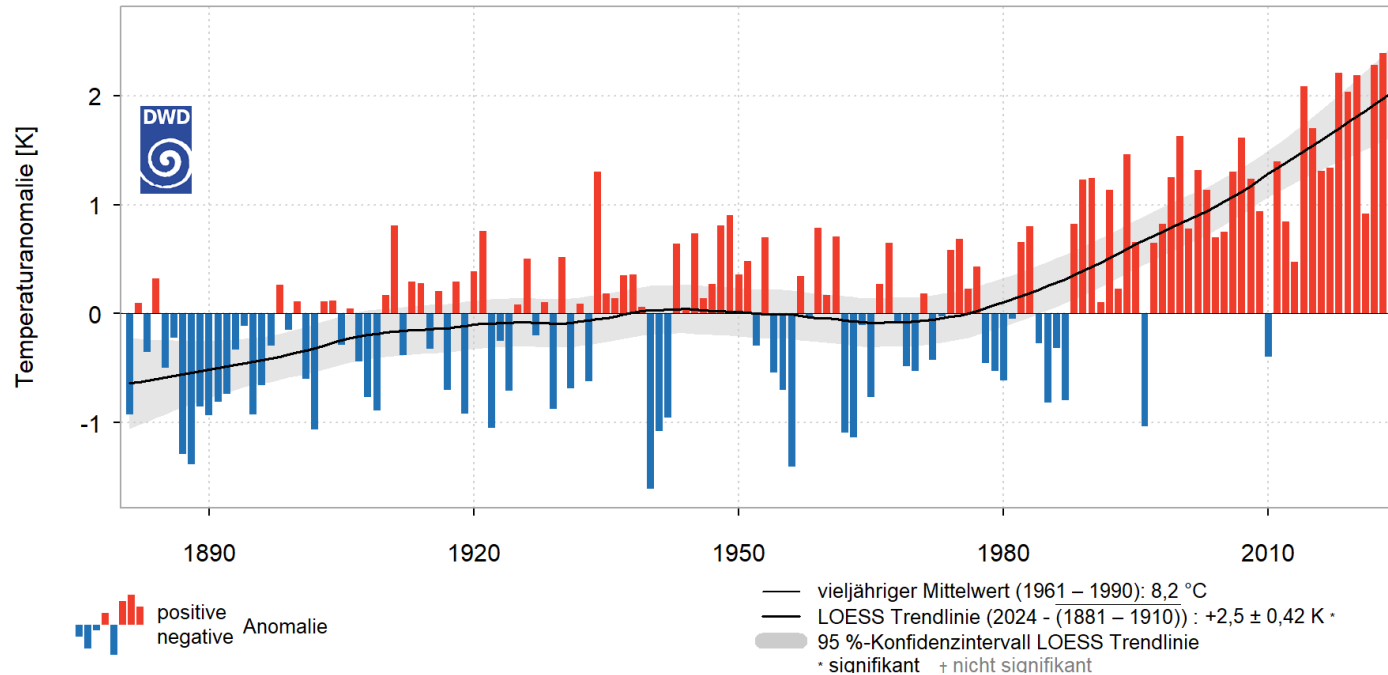 Temperaturanomalie [K]
2
1
0
-1
DWD
1890 1920 1950 1980 2010
positive
negative
Anomalie
vieljähriger Mittelwert (1961 – 1990): 8,2 °C
LOESS Trendlinie (2024 - (1881 – 1910)) : +2,5 ± 0,42 K *
95 %-Konfidenzintervall LOESS Trendlinie
* signifikant † nicht signifikant